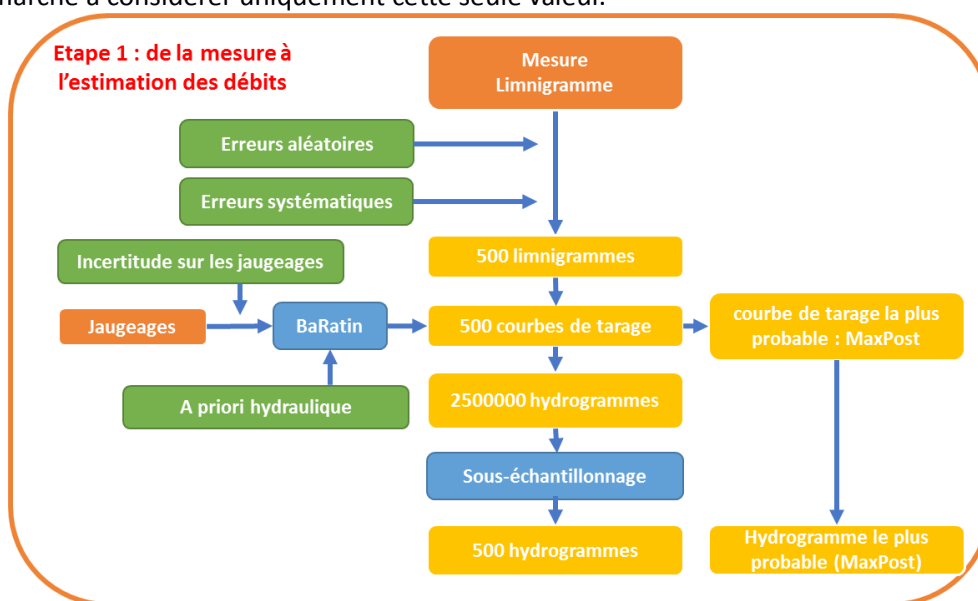 marche à considérer uniquement cette seule valeur.
Etape 1 : de la mesure à
l'estimation des débits
Mesure
Limnigramme
Erreurs aléatoires
Erreurs systématiques
500 limnigrammes
Incertitude sur les jaugeages
Jaugeages
BaRatin
500 courbes de tarage
courbe de tarage la plus
probable : MaxPost
A priori hydraulique
2500000 hydrogrammes
Sous-échantillonnage
500 hydrogrammes
Hydrogramme le plus
probable (MaxPost)